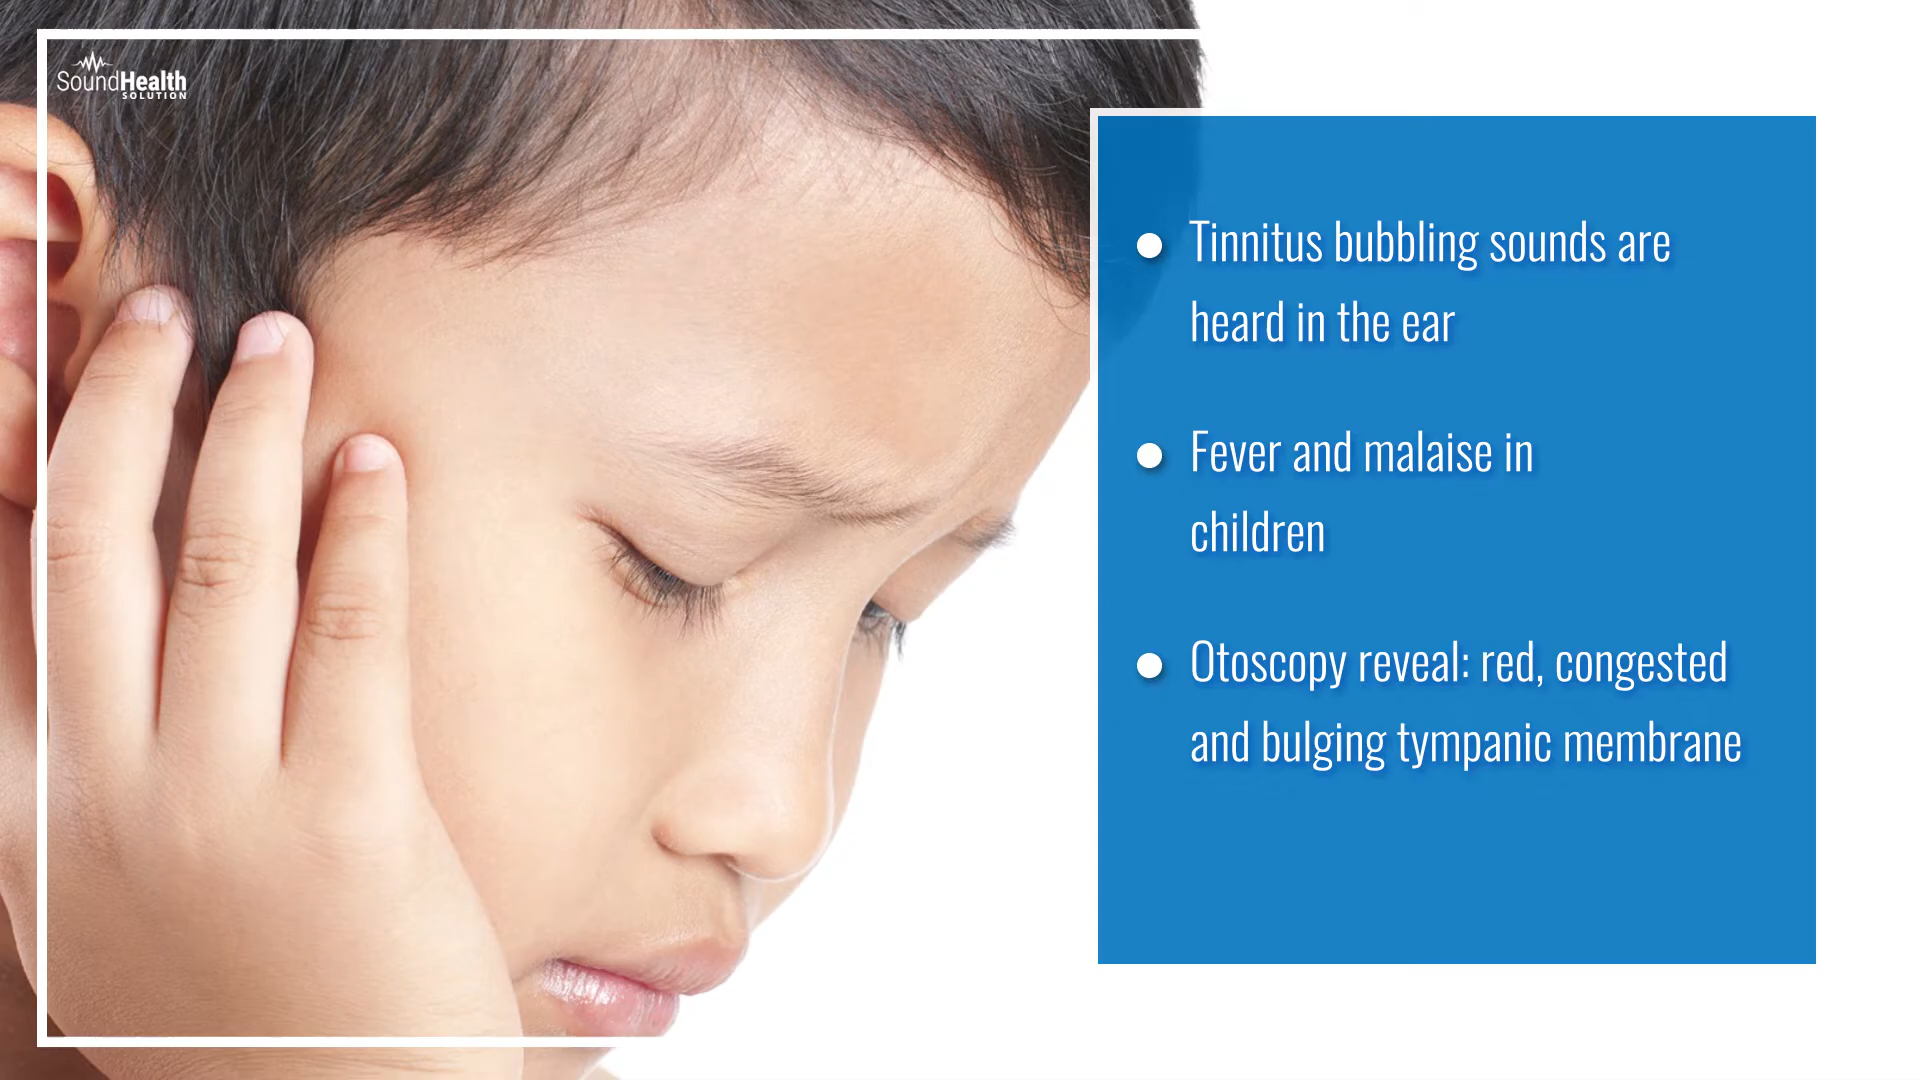 SoundHealth
SOLUTION
Tinnitus bubbling sounds are
heard in the ear
Fever and malaise in
children
Otoscopy reveal: red, congested
and bulging tympanic membrane